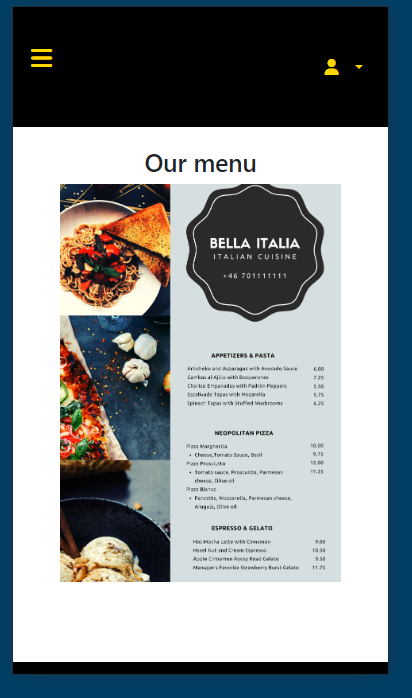 Our menu
BELLA ITALIA
ITALIAN CUISINE
+46 701111111
APPETIZERS & PASTA
Artichoke and Asparagus with Avocado Sauce 6.00
Gambas al Ajillo with Boquerones 7.25
Chorizo Empanadas with Padrón Peppers 5.50
Escalivade Tapas with Mozarella 5.75
Spinach Tapas with Stuffed Mushrooms 6.25
NEOPOLITAN PIZZA
Pizza Margherita 10.00
• Cheese,Tomato Sauce, Basil 9.75
Pizza Prosciutto 12.00
• Tomato sauce, Prosciutto, Parmesan 11.25
cheese, Olive oil
Pizza Bianco
• Pancetta, Mozzarella, Parmesan cheese,
Arugula, Olive oil
ESPRESSO & GELATO
Hot Mocha Latte with Cinnamon 9.00
Hazel Nut and Cream Espresso 10.50
Apple Cinnamon Rocky Road Gelato 9.50
Manager's Favorite Strawberry Burst Gelato 11.75